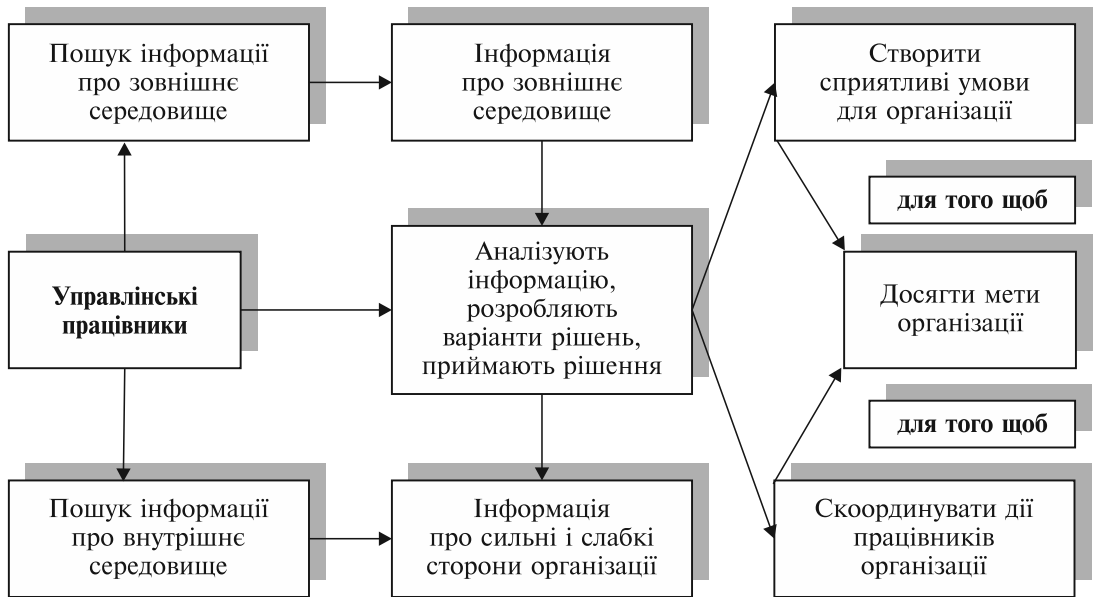 Пошук інформації
про зовнішнє
середовище
Інформація
про зовнішнє
середовище
Створити
сприятливі умови
для організації
для того щоб
Управлінські
працівники
Аналізують
інформацію,
розробляють
варіанти рішень,
приймають рішення
Досягти мети
організації
для того щоб
Пошук інформації
про внутрішнє
середовище
Інформація
про сильні і слабкі
сторони організації
Скоординувати дії
працівників
організації